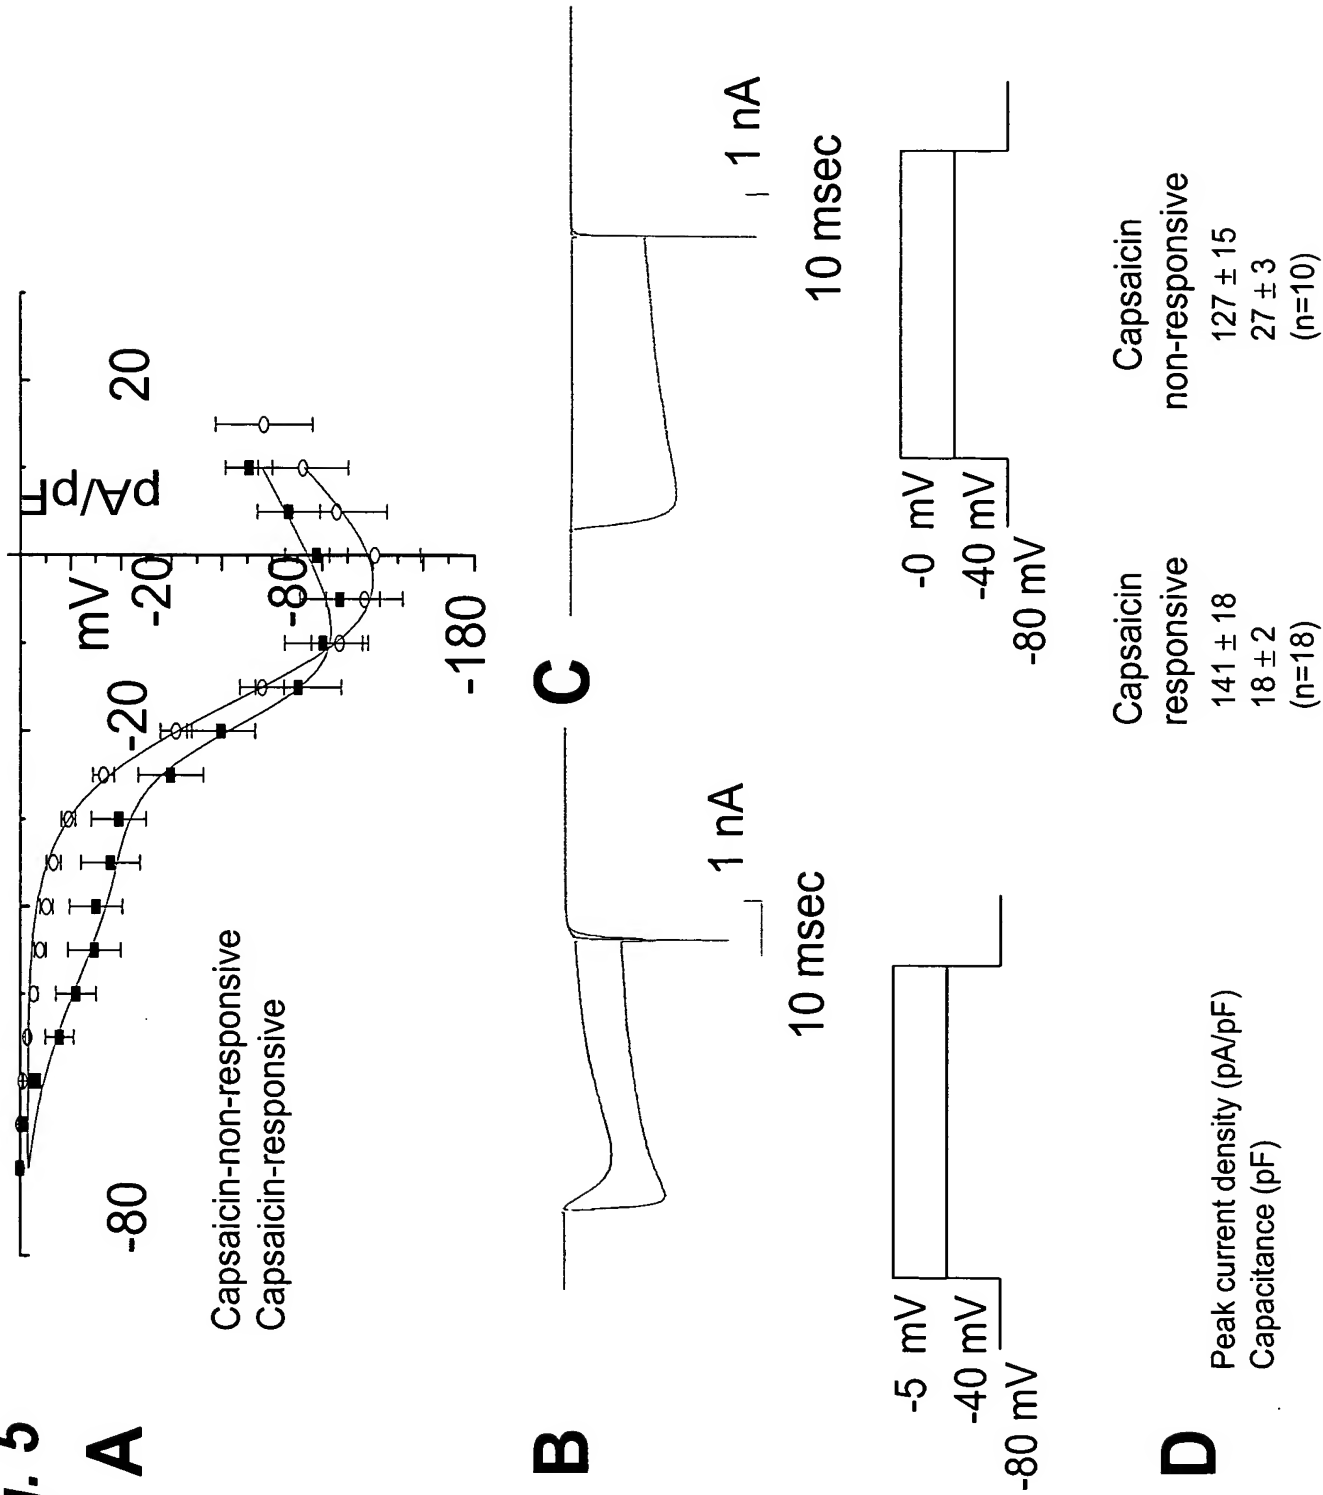 5
A
mV
pA/pF
-80
-20
20
-20
-80
-180
Capsaicin-non-responsive
Capsaicin-responsive
B
1 nA
10 msec
-5 mV
-40 mV
-80 mV
C
1 nA
10 msec
-0 mV
-40 mV
-80 mV
D
Capsaicin
responsive
Capsaicin
non-responsive
Peak current density (pA/pF) 141 ± 18 127 ± 15
Capacitance (pF) 18 ± 2 27 ± 3
(n=18) (n=10)